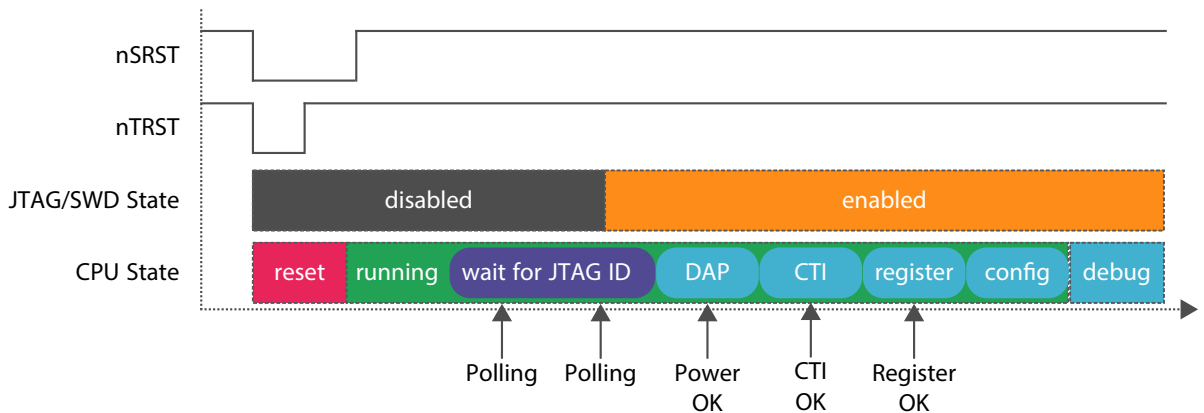 nSRST
nTRST
JTAG/SWD State
disabled
enabled
CPU State
reset
running
wait for JTAG ID
DAP
CTI
register
config
debug
Polling
Polling
Power
OK
CTI
OK
Register
OK